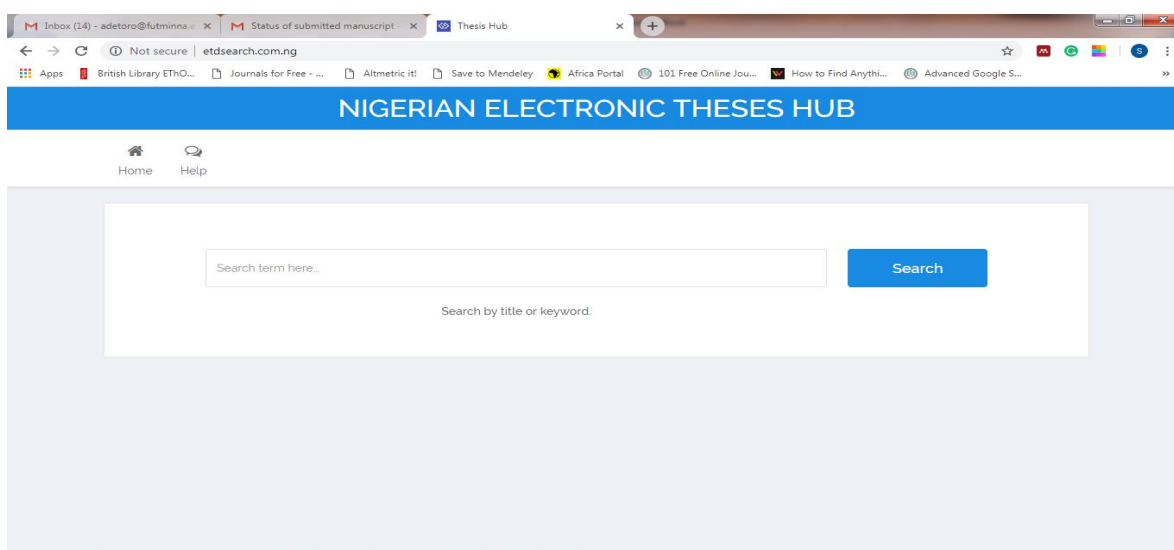 Inbox (14) - adetoro@futminna.e
Status of submitted manuscript -
Thesis Hub
Not secure | etdsearch.com.ng
Apps British Library EThO... Journals for Free - ... Altmetric it! Save to Mendeley Africa Portal 101 Free Online Jou... How to Find Anythi... Advanced Google S...
NIGERIAN ELECTRONIC THESES HUB
Home Help
Search term here... Search
Search by title or keyword.